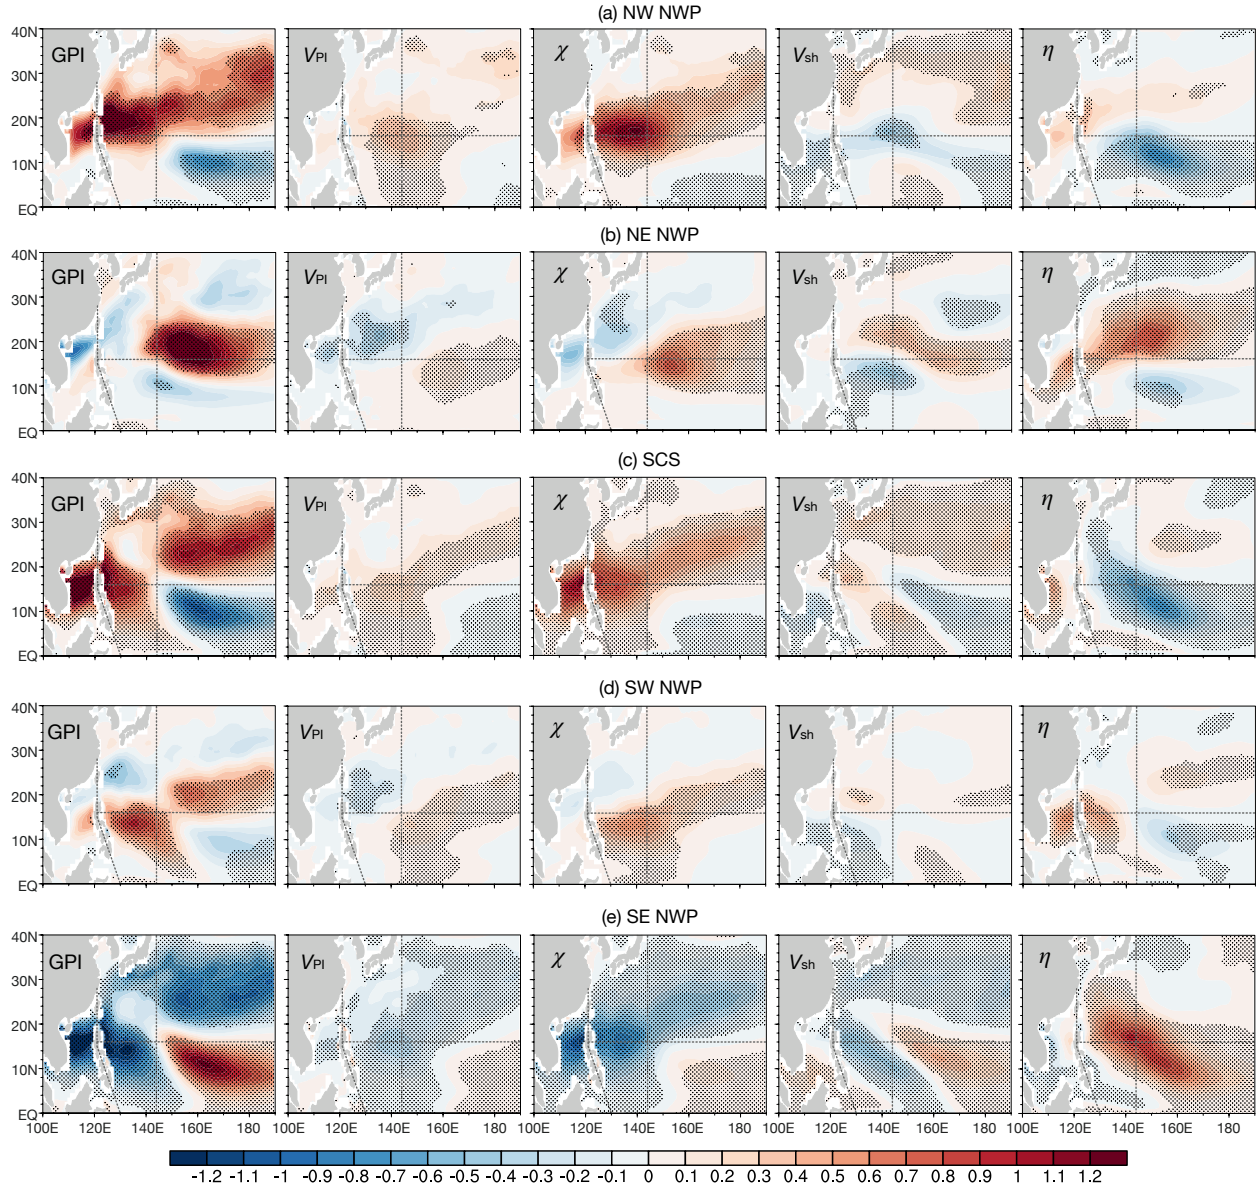 (a) NW NWP
40N GPI VPI χ Vsh η
30N
20N
10N
EQ
(b) NE NWP
40N GPI VPI χ Vsh η
30N
20N
10N
EQ
(c) SCS
40N GPI VPI χ Vsh η
30N
20N
10N
EQ
(d) SW NWP
40N GPI VPI χ Vsh η
30N
20N
10N
EQ
(e) SE NWP
40N GPI VPI χ Vsh η
30N
20N
10N
EQ
100E 120E 140E 160E 180 100E 120E 140E 160E 180 100E 120E 140E 160E 180 100E 120E 140E 160E 180 100E 120E 140E 160E 180
-1.2 -1.1 -1 -0.9 -0.8 -0.7 -0.6 -0.5 -0.4 -0.3 -0.2 -0.1 0 0.1 0.2 0.3 0.4 0.5 0.6 0.7 0.8 0.9 1 1.1 1.2